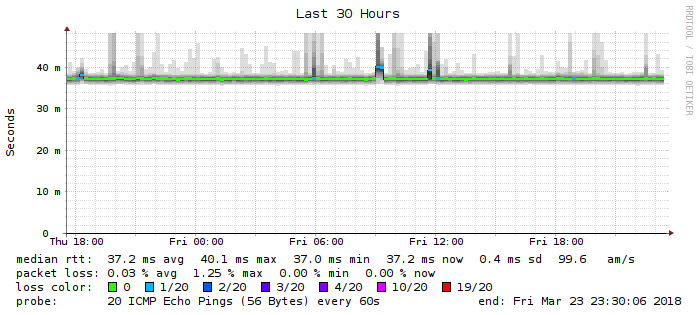 Last 30 Hours
RRDTOOL / TOBI OETIKER
Seconds
40 m
30 m
20 m
10 m
0
Thu 18:00 Fri 00:00 Fri 06:00 Fri 12:00 Fri 18:00
median rtt: 37.2 ms avg 40.1 ms max 37.0 ms min 37.2 ms now 0.4 ms sd 99.6 am/s
packet loss: 0.03 % avg 1.25 % max 0.00 % min 0.00 % now
loss color: 0 1/20 2/20 3/20 4/20 10/20 19/20
probe: 20 ICMP Echo Pings (56 Bytes) every 60s end: Fri Mar 23 23:30:06 2018